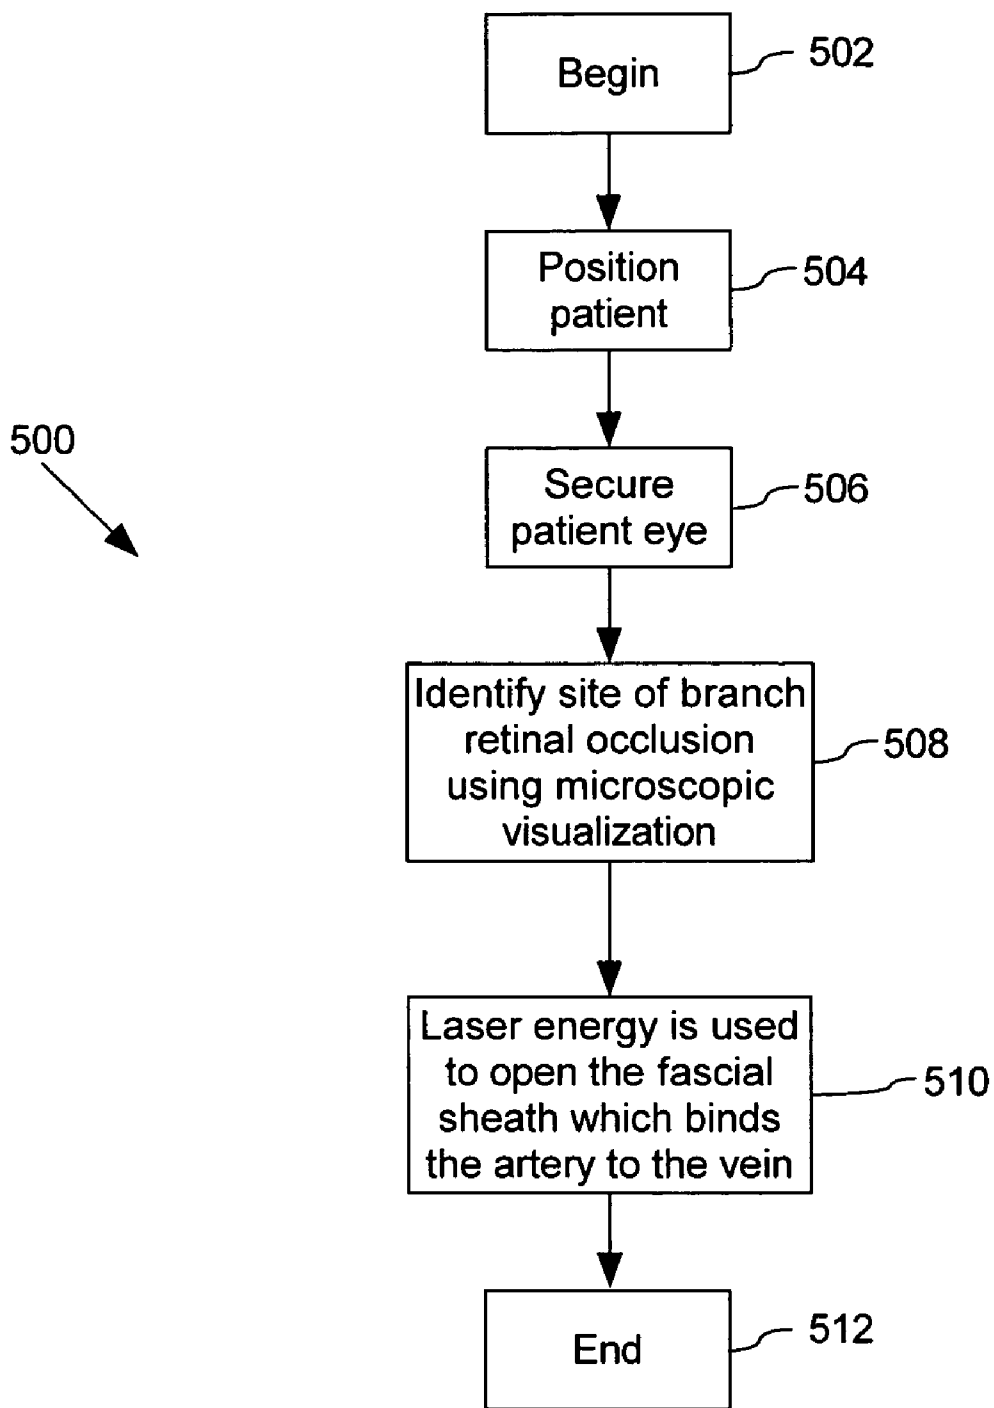 Begin
502
Position
patient
504
500
Secure
patient eye
506
Identify site of branch
retinal occlusion
using microscopic
visualization
508
Laser energy is used
to open the fascial
sheath which binds
the artery to the vein
510
End
512